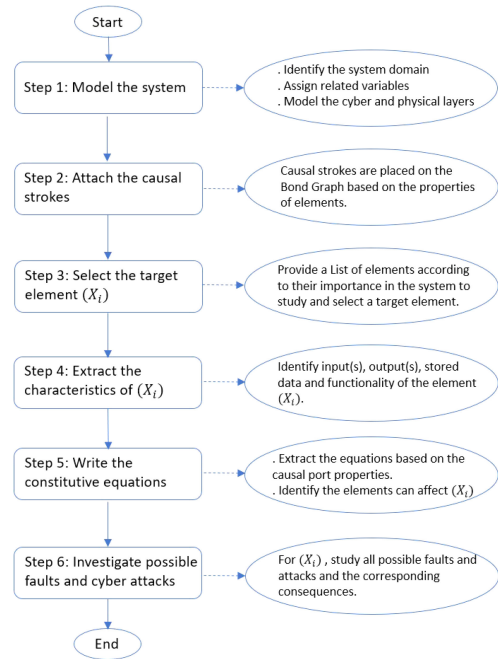 Start
Step 1: Model the system
. Identify the system domain
. Assign related variables
. Model the cyber and physical layers
Step 2: Attach the causal
strokes
Causal strokes are placed on the
Bond Graph based on the properties
of elements.
Step 3: Select the target
element (X_i)
Provide a List of elements according
to their importance in the system to
study and select a target element.
Step 4: Extract the
characteristics of (X_i)
Identify input(s), output(s), stored
data and functionality of the element
(X_i).
Step 5: Write the
constitutive equations
. Extract the equations based on the
causal port properties.
. Identify the elements can affect (X_i)
Step 6: Investigate possible
faults and cyber attacks
For (X_i) , study all possible faults and
attacks and the corresponding
consequences.
End